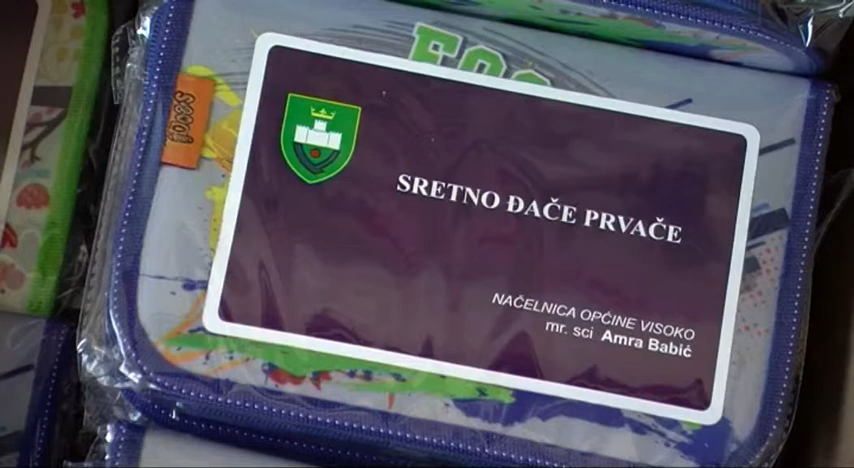 SRETNO ĐAČE PRVAČE
NAČELNICA OPĆINE VISOKO
mr. sci Amra Babić